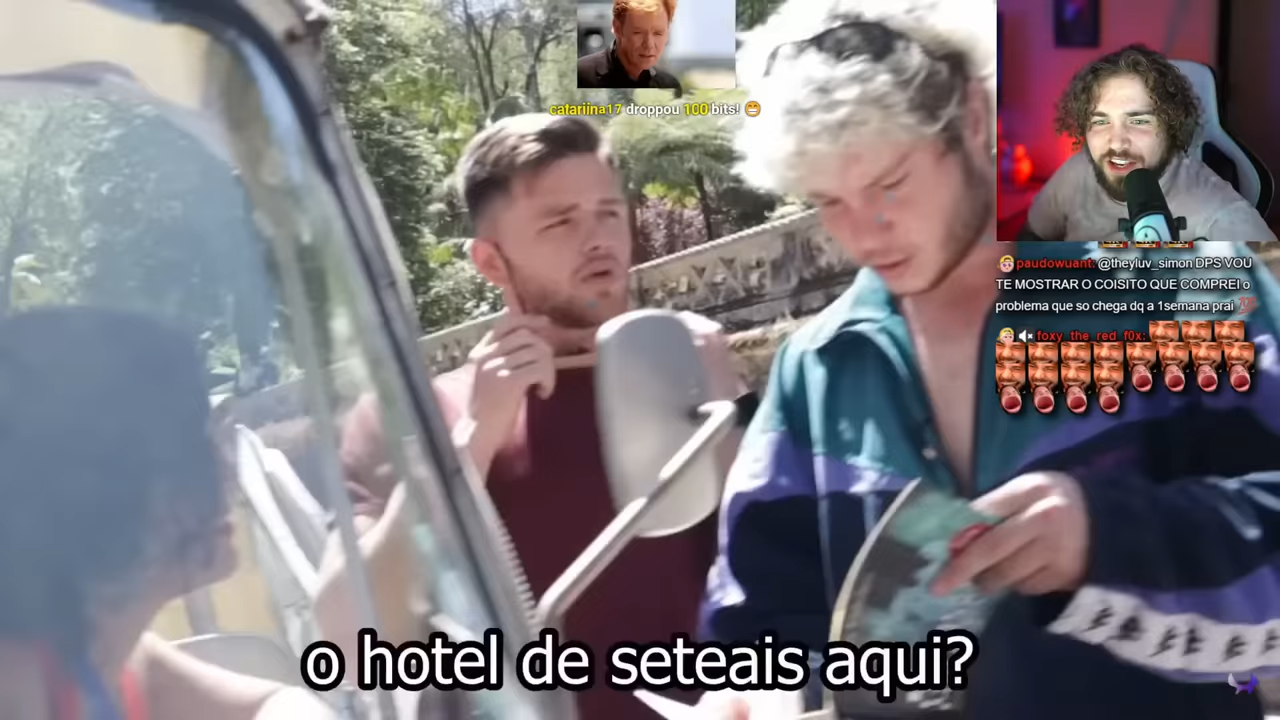 catariina17 droppou 100 bits! 😁
paudowuant: @theyluv_simon DPS VOU
TE MOSTRAR O COISITO QUE COMPREI o
problema que so chega dq a 1semana prai 💯
foxy_the_red_f0x:
o hotel de seteais aqui?